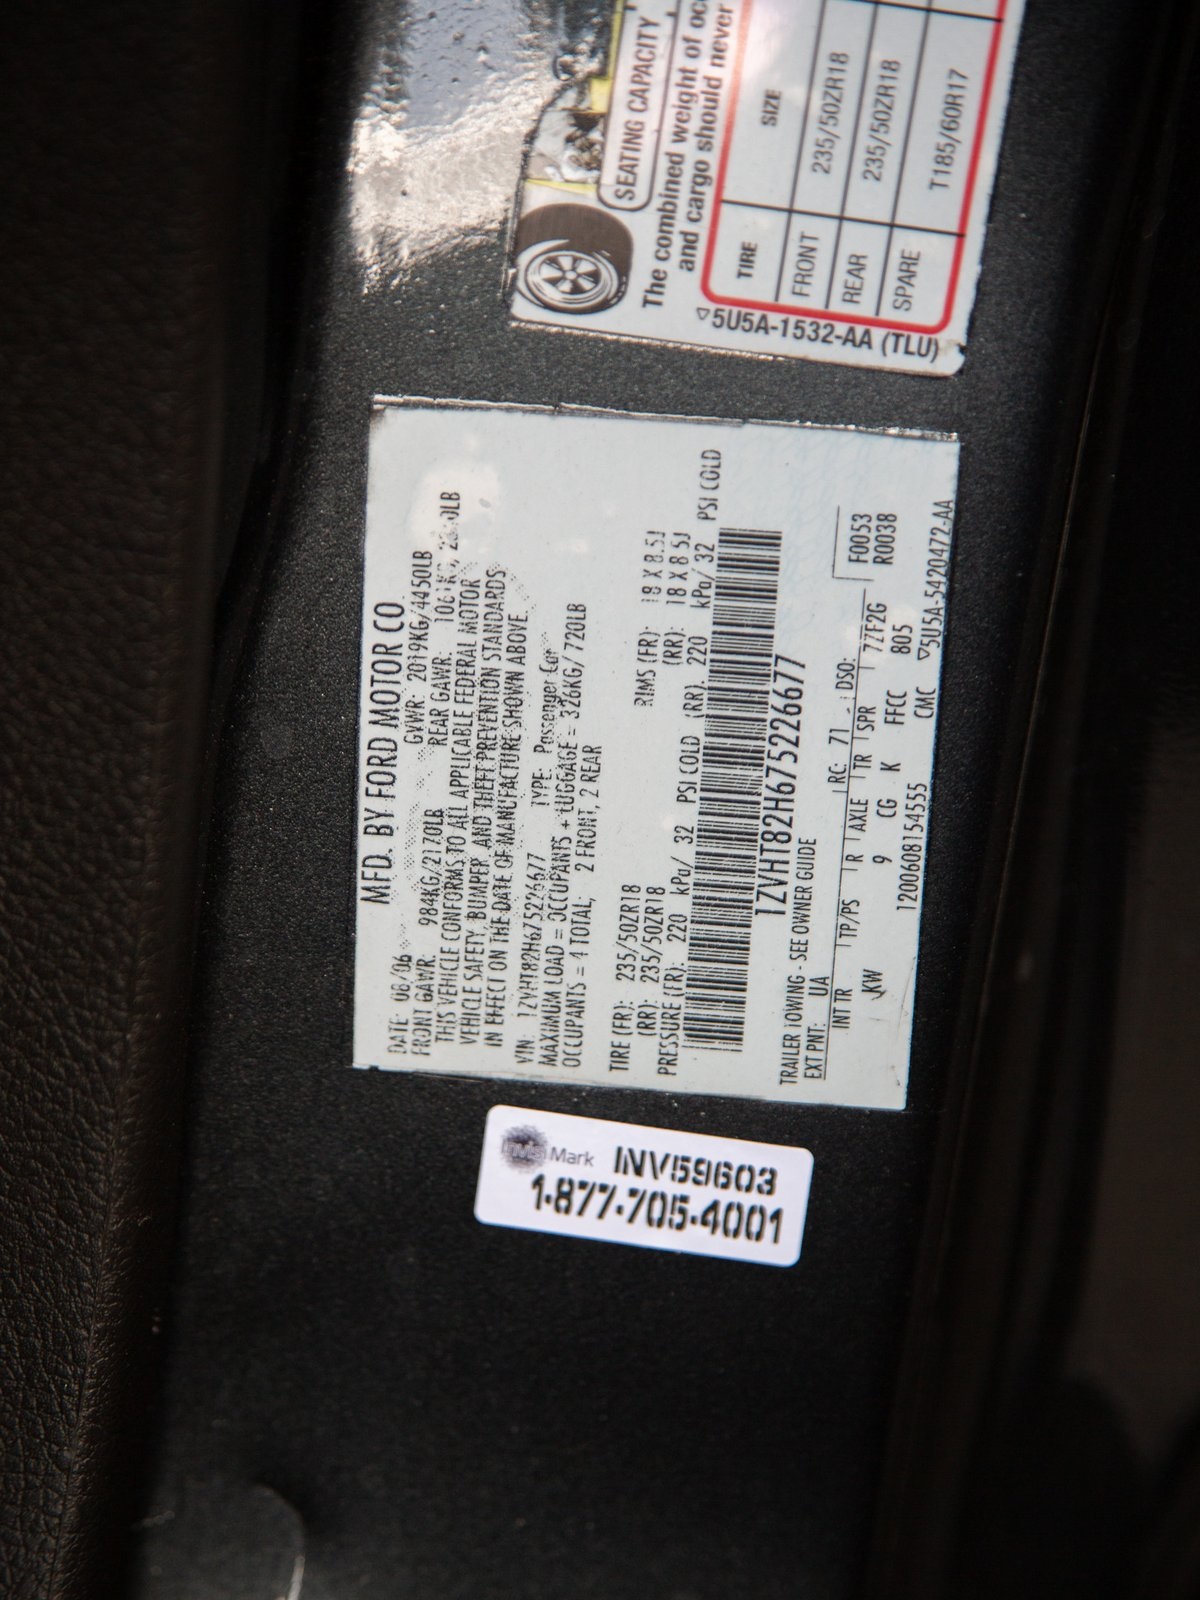 SEATING CAPACITY
The combined weight of
and cargo should never
TIRE SIZE
FRONT 235/50ZR18
REAR 235/50ZR18
SPARE T185/60R17
▽5U5A-1532-AA (TLU)
MFD. BY FORD MOTOR CO
DATE: 08/06 GVWR: 2019KG/4450LB
FRONT GAWR: 984KG/2170LB REAR GAWR:
THIS VEHICLE CONFORMS TO ALL APPLICABLE FEDERAL MOTOR
VEHICLE SAFETY, BUMPER, AND THEFT PREVENTION STANDARDS
IN EFFECT ON THE DATE OF MANUFACTURE SHOWN ABOVE.
VIN: 1ZVHT82H675226677 TYPE: Passenger Car
MAXIMUM LOAD = OCCUPANTS + LUGGAGE = 326KG/720LB
OCCUPANTS = 4 TOTAL, 2 FRONT, 2 REAR
TIRE (FR): 235/50ZR18 RIMS (FR): 18 X 8.5J
(RR): 235/50ZR18 (RR): 18 X 8.5J
PRESSURE (FR): 220 kPa/ 32 PSI COLD (RR): 220 kPa/ 32 PSI COLD
1ZVHT82H675226677
TRAILER TOWING - SEE OWNER GUIDE
EXT PNT: UA RC: 71 DSO: F0053
INT TR TP/PS R AXLE TR SPR 7ZF2G R0038
KW 9 CG K FFCC 805
1200608154555 CMC ▽5U5A-5420472-AA
Mark INV59603
1-877-705-4001